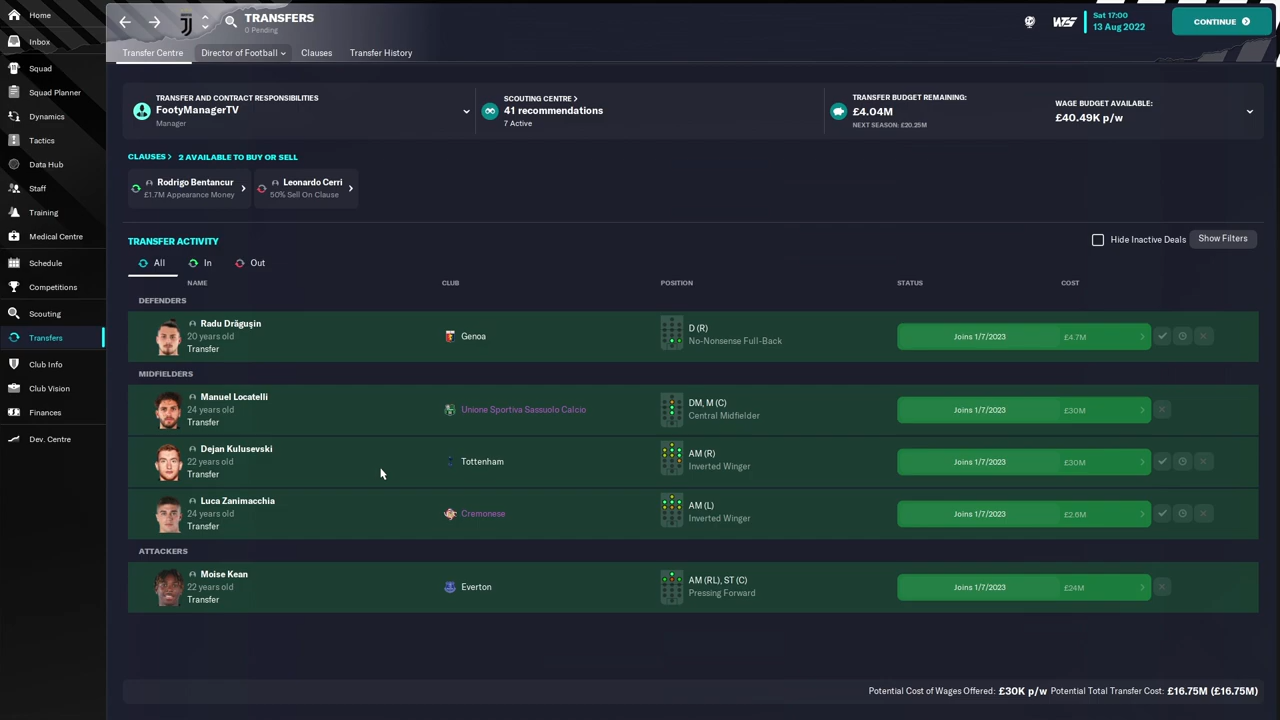 Home
Inbox
Squad
Squad Planner
Dynamics
Tactics
Data Hub
Staff
Training
Medical Centre
Schedule
Competitions
Scouting
Transfers
Club Info
Club Vision
Finances
Dev. Centre
TRANSFERS
0 Pending
Sat 17:00
13 Aug 2022
CONTINUE
Transfer Centre
Director of Football
Clauses
Transfer History
TRANSFER AND CONTRACT RESPONSIBILITIES
FootyManagerTV
Manager
SCOUTING CENTRE >
41 recommendations
7 Active
TRANSFER BUDGET REMAINING:
£4.04M
NEXT SEASON: £20.25M
WAGE BUDGET AVAILABLE:
£40.49K p/w
CLAUSES > 2 AVAILABLE TO BUY OR SELL
Rodrigo Bentancur
£1.7M Appearance Money
Leonardo Cerri
50% Sell On Clause
TRANSFER ACTIVITY
Hide Inactive Deals
Show Filters
All In Out
NAME CLUB POSITION STATUS COST
DEFENDERS
Radu Drăgușin
20 years old
Transfer
Genoa
D (R)
No-Nonsense Full-Back
Joins 1/7/2023 £4.7M
MIDFIELDERS
Manuel Locatelli
24 years old
Transfer
Unione Sportiva Sassuolo Calcio
DM, M (C)
Central Midfielder
Joins 1/7/2023 £30M
Dejan Kulusevski
22 years old
Transfer
Tottenham
AM (R)
Inverted Winger
Joins 1/7/2023 £30M
Luca Zanimacchia
24 years old
Transfer
Cremonese
AM (L)
Inverted Winger
Joins 1/7/2023 £2.6M
ATTACKERS
Moise Kean
22 years old
Transfer
Everton
AM (RL), ST (C)
Pressing Forward
Joins 1/7/2023 £24M
Potential Cost of Wages Offered: £30K p/w Potential Total Transfer Cost: £16.75M (£16.75M)